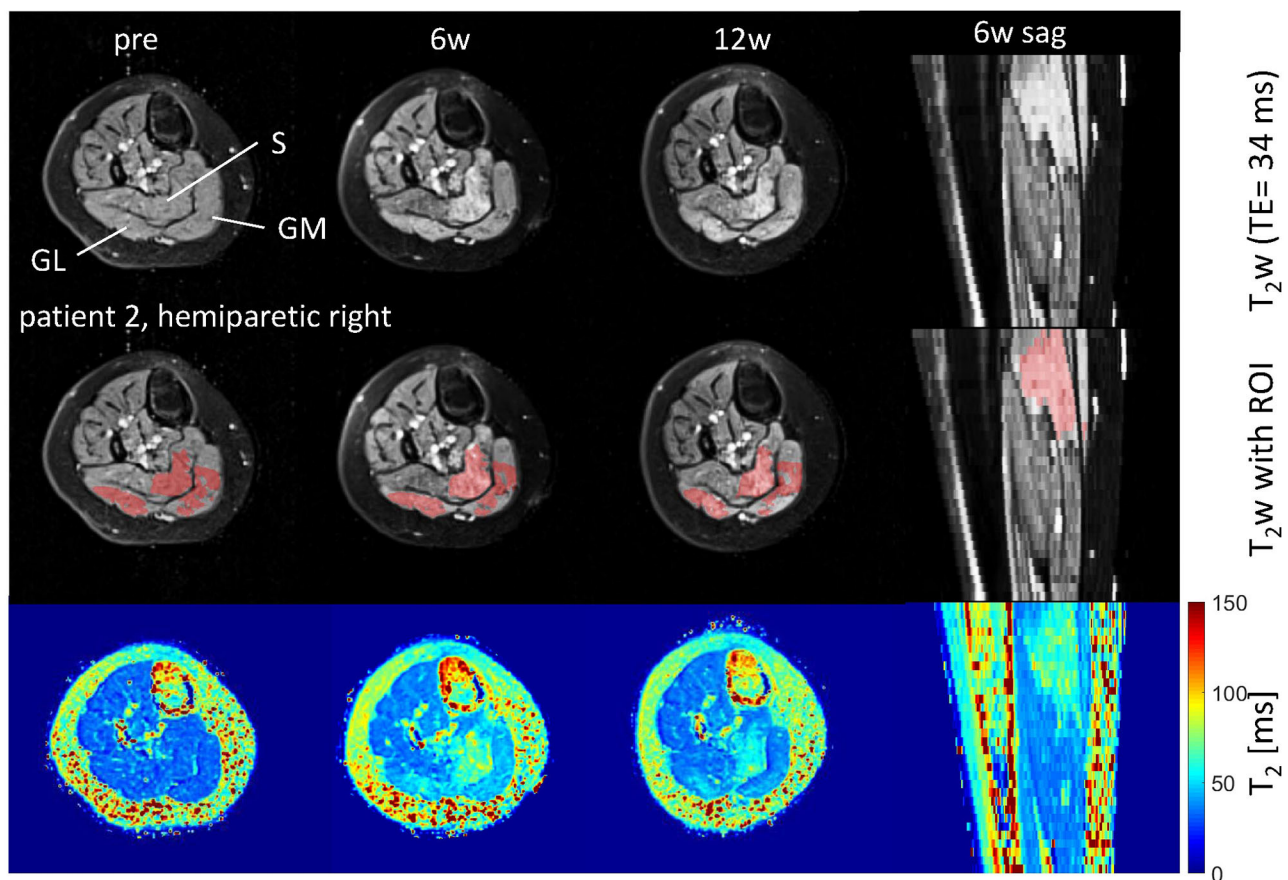 pre
6w
12w
6w sag
S
GM
GL
T₂w (TE= 34 ms)
patient 2, hemiparetic right
T₂w with ROI
150
100
50
0
T₂ [ms]